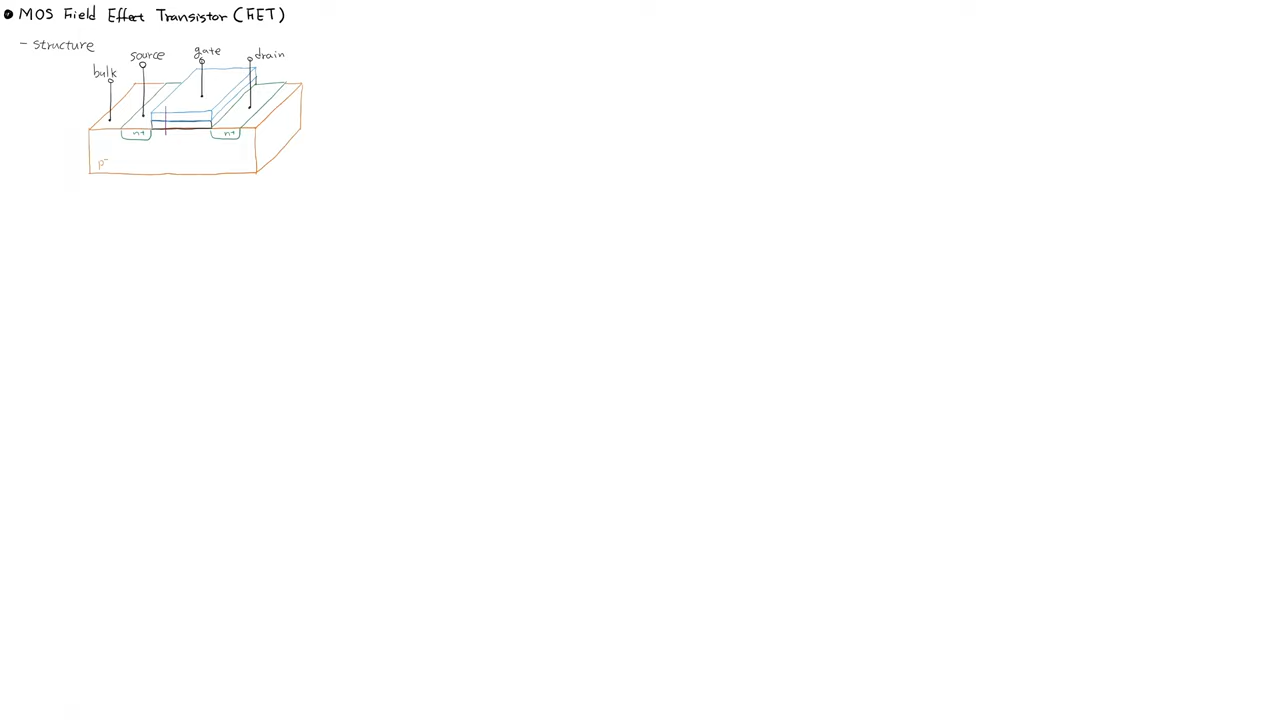 • MOS Field Effect Transistor (FET)
- structure
bulk source gate drain
n+ n+
p-